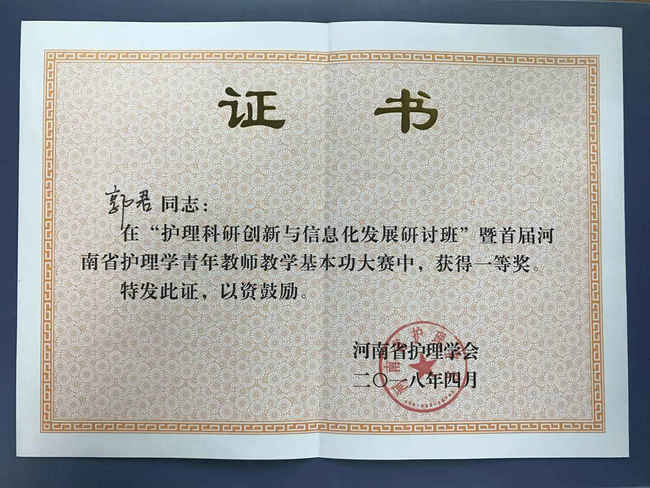 证书
郭君同志：
在“护理科研创新与信息化发展研讨班”暨首届河
南省护理学青年教师教学基本功大赛中，获得一等奖。
特发此证，以资鼓励。
河南省护理学会
二〇一八年四月